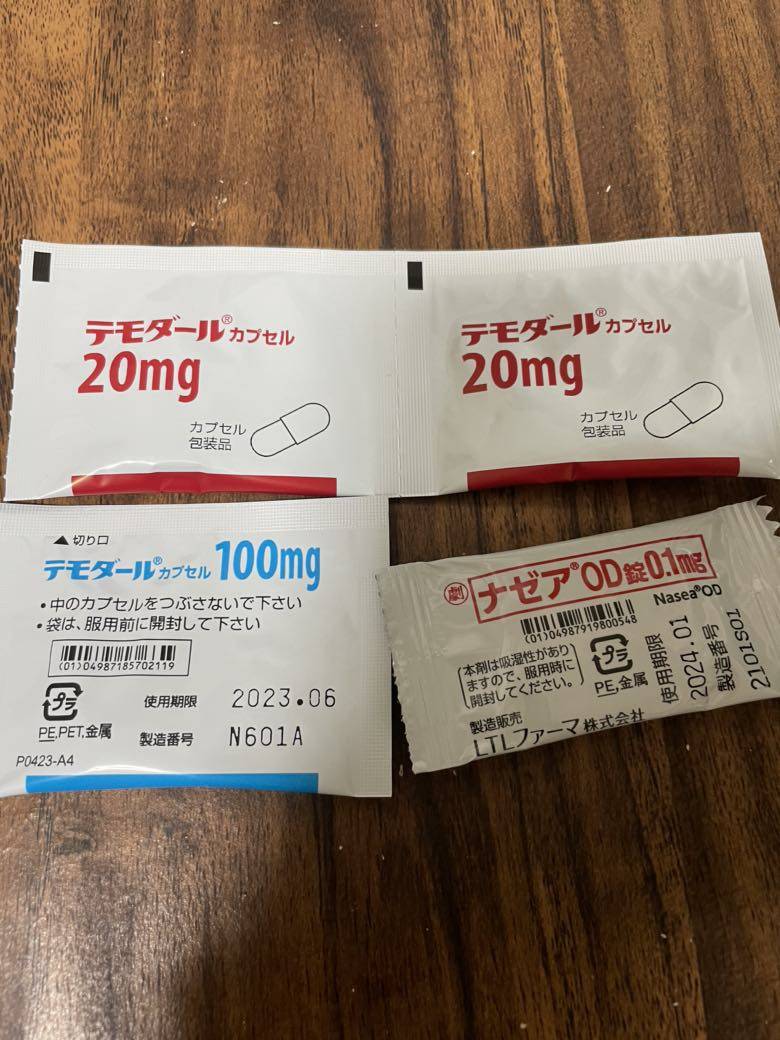 テモダール®カプセル
20mg
カプセル
包装品
テモダール®カプセル
20mg
カプセル
包装品
▲切り口
テモダール®カプセル 100mg
・中のカプセルをつぶさないで下さい
・袋は、服用前に開封して下さい
(01)04987185702119
プラ
PE,PET,金属
使用期限 2023.06
製造番号 N601A
P0423-A4
劇 ナゼア®OD錠0.1mg
Nasea®OD
(01)04987919800548
本剤は吸湿性があり
ますので、服用時に
開封してください。
プラ
PE,金属
使用期限
2024.01
製造番号
2101S01
製造販売
LTLファーマ株式会社